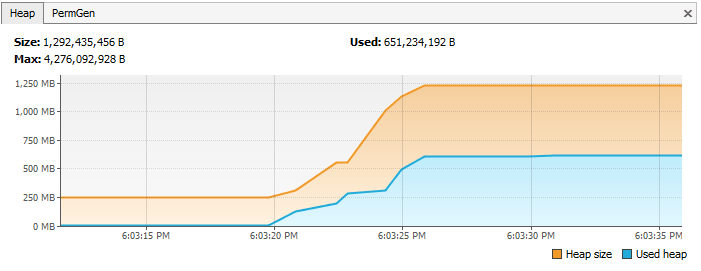 Heap PermGen ×
Size: 1,292,435,456 B Used: 651,234,192 B
Max: 4,276,092,928 B
1,250 MB
1,000 MB
750 MB
500 MB
250 MB
0 MB
6:03:15 PM 6:03:20 PM 6:03:25 PM 6:03:30 PM 6:03:35 PM
Heap size Used heap